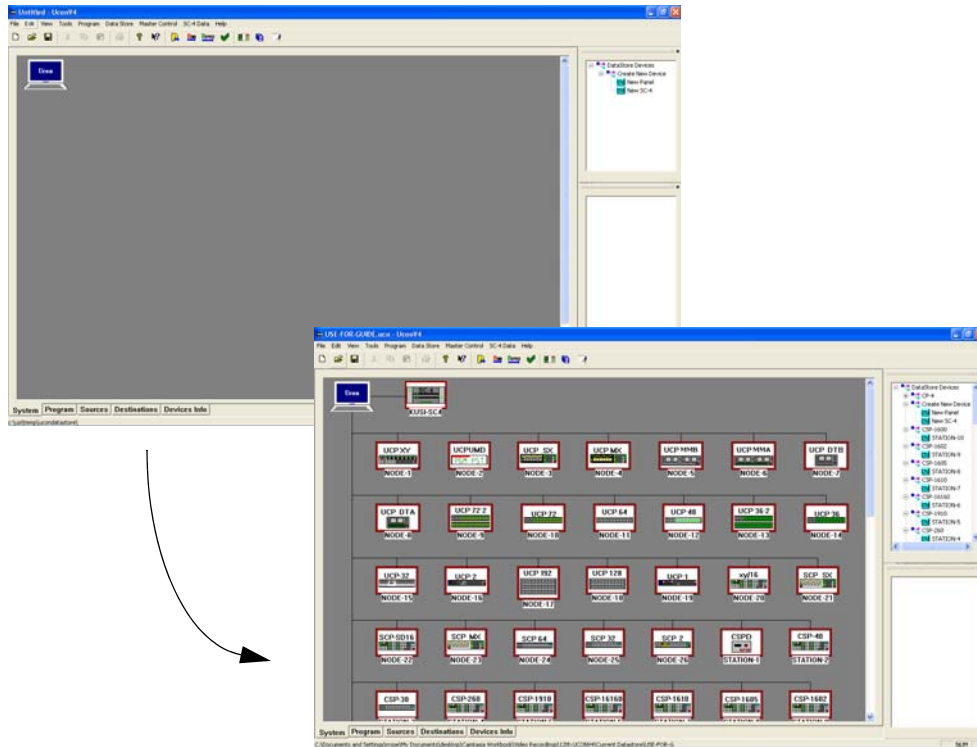 Untitled - UconV4
File Edit View Tools Program Data Store Master Control SC-4 Data Help
DataStore Devices
Create New Device
New Panel
New SC-4
System Program Sources Destinations Devices Info
USE-FOR-GUIDE.ucn - UconV4
File Edit View Tools Program Data Store Master Control SC-4 Data Help
KUSI-SC4
UCP XY UCPUMD UCP SX UCP MX UCP MMB UCP MMA UCP DTB
NODE-1 NODE-2 NODE-3 NODE-4 NODE-5 NODE-6 NODE-7
UCP DTA UCP 72 2 UCP 72 UCP 64 UCP 48 UCP 36 2 UCP 36
NODE-8 NODE-9 NODE-10 NODE-11 NODE-12 NODE-13 NODE-14
UCP-32 UCP-2 UCP 192 UCP 128 UCP 1 xy/16 SCP SX
NODE-15 NODE-16 NODE-17 NODE-18 NODE-19 NODE-20 NODE-21
SCP-SD16 SCP MX SCP 64 SCP 32 SCP 2 CSPD CSP-48
NODE-22 NODE-23 NODE-24 NODE-25 NODE-26 STATION-1 STATION-2
CSP-30 CSP-260 CSP-1910 CSP-16160 CSP-1610 CSP-1605 CSP-1602
DataStore Devices
CP-4
Create New Device
New Panel
New SC-4
CSP-1600
STATION-10
CSP-1602
STATION-9
CSP-1605
STATION-8
CSP-1610
STATION-7
CSP-16160
STATION-6
CSP-1910
STATION-5
CSP-260
STATION-4
System Program Sources Destinations Devices Info
NUM